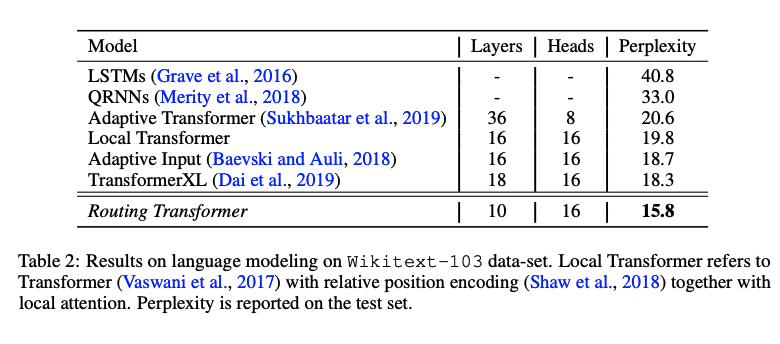 Model | Layers | Heads | Perplexity
LSTMs (Grave et al., 2016) - - 40.8
QRNNs (Merity et al., 2018) - - 33.0
Adaptive Transformer (Sukhbaatar et al., 2019) 36 8 20.6
Local Transformer 16 16 19.8
Adaptive Input (Baevski and Auli, 2018) 16 16 18.7
TransformerXL (Dai et al., 2019) 18 16 18.3
Routing Transformer | 10 | 16 | 15.8
Table 2: Results on language modeling on Wikitext-103 data-set. Local Transformer refers to
Transformer (Vaswani et al., 2017) with relative position encoding (Shaw et al., 2018) together with
local attention. Perplexity is reported on the test set.